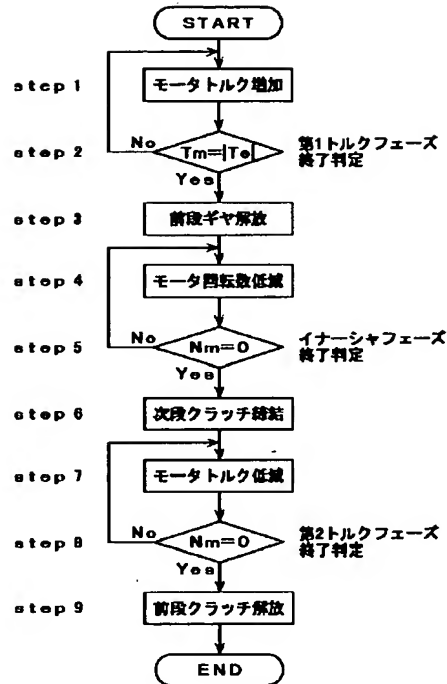 START
step 1
モータトルク増加
No
step 2
Tm=|Te|
第1トルクフェーズ
終了判定
Yes
step 3
前段ギヤ解放
step 4
モータ回転数低減
No
step 5
Nm=0
イナーシャフェーズ
終了判定
Yes
step 6
次段クラッチ締結
step 7
モータトルク低減
No
step 8
Nm=0
第2トルクフェーズ
終了判定
Yes
step 9
前段クラッチ解放
END